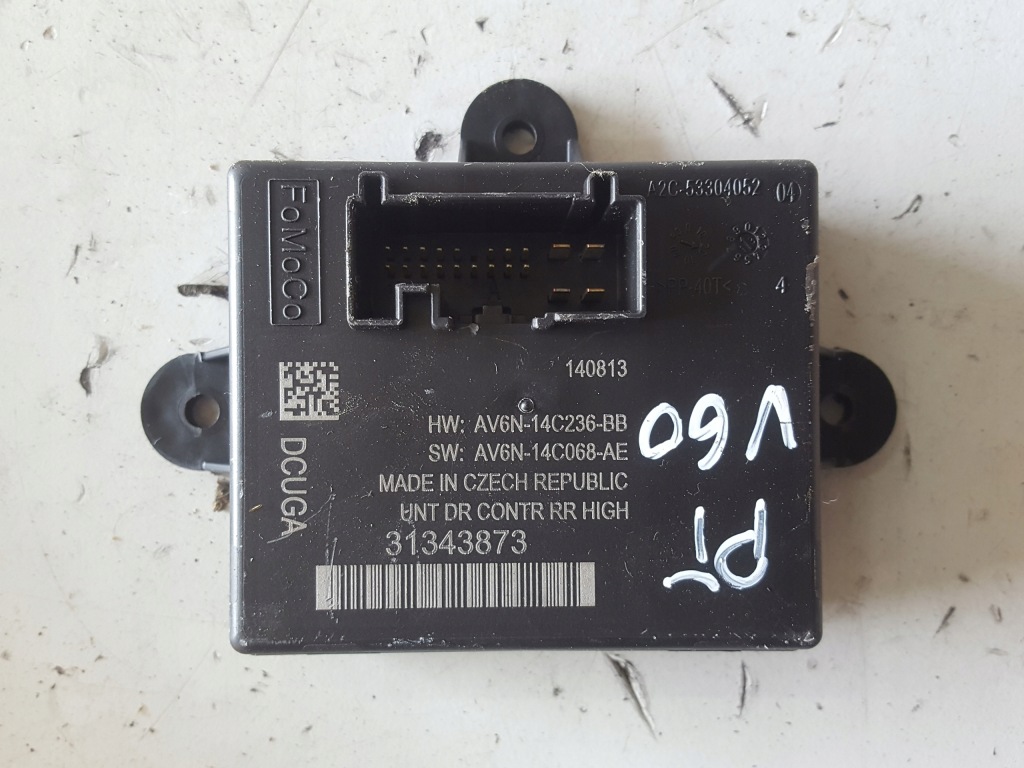 FoMoCo
A2C-53304052
04)
4
140813
HW: AV6N-14C236-BB
SW: AV6N-14C068-AE
MADE IN CZECH REPUBLIC
UNT DR CONTR RR HIGH
31343873
DCUGA
V60